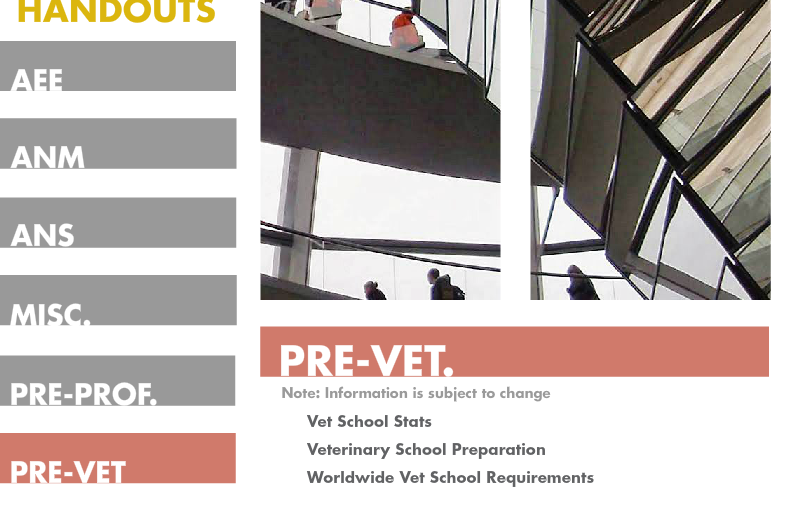 HANDOUTS
AEE
ANM
ANS
MISC.
PRE-PROF.
PRE-VET
PRE-VET.
Note: Information is subject to change
Vet School Stats
Veterinary School Preparation
Worldwide Vet School Requirements